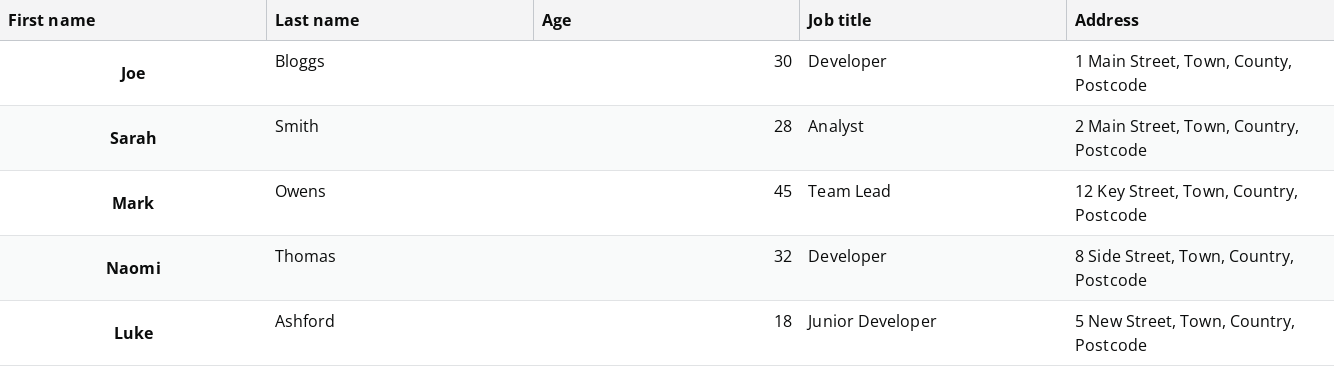 First name Last name Age Job title Address
Joe Bloggs 30 Developer 1 Main Street, Town, County,
Postcode
Sarah Smith 28 Analyst 2 Main Street, Town, Country,
Postcode
Mark Owens 45 Team Lead 12 Key Street, Town, Country,
Postcode
Naomi Thomas 32 Developer 8 Side Street, Town, Country,
Postcode
Luke Ashford 18 Junior Developer 5 New Street, Town, Country,
Postcode